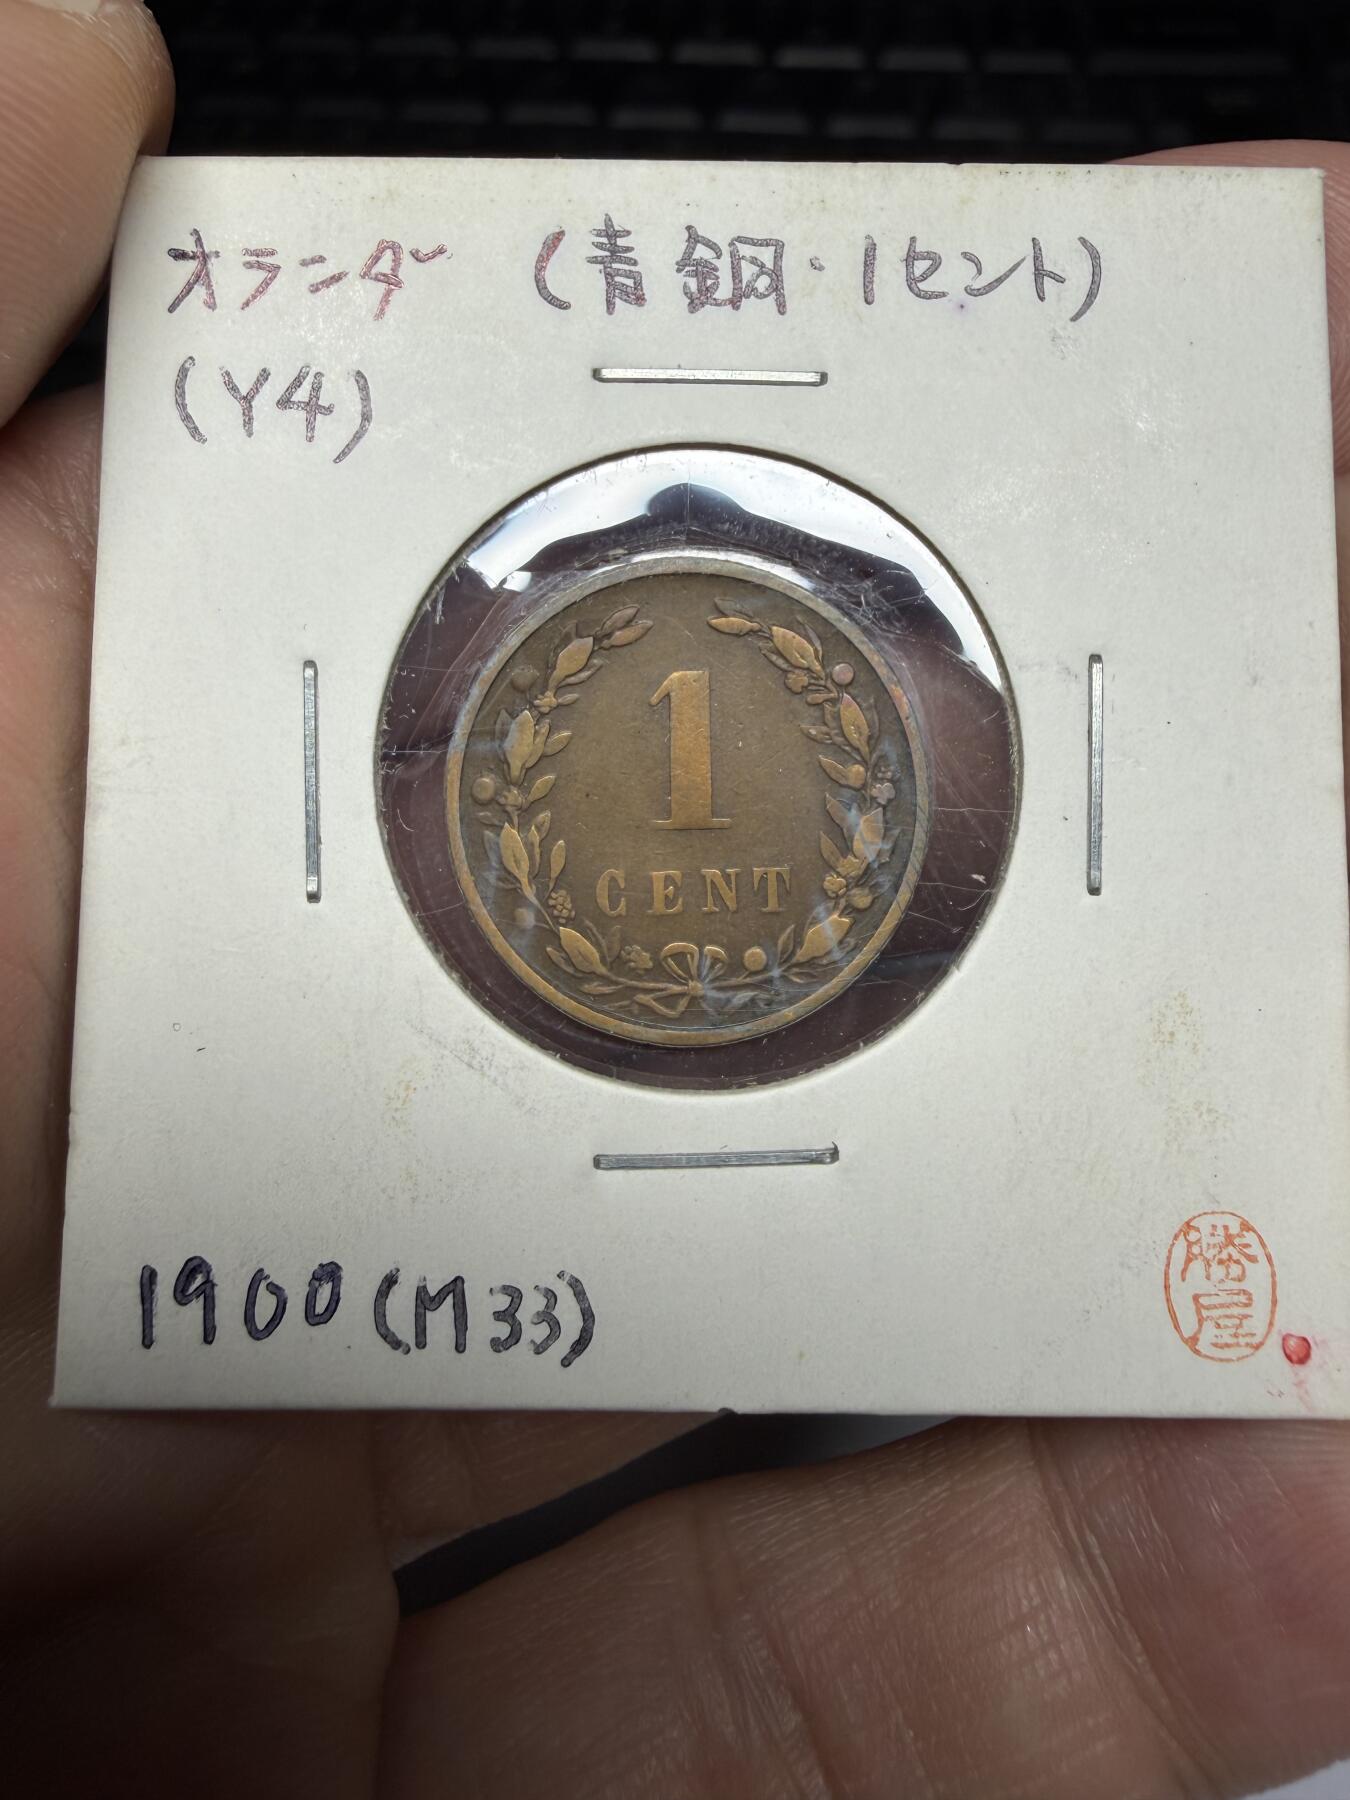 オランダ (青銅・1セント)
(Y4)
1
CENT
1900(M33)
勝
屋